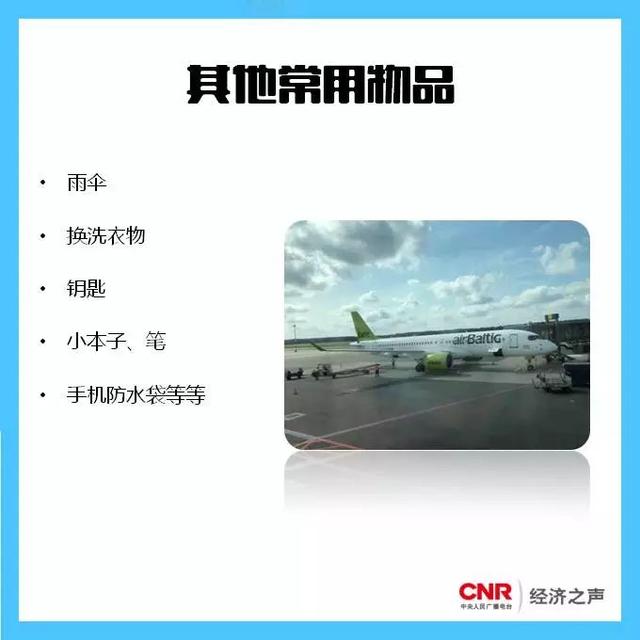 其他常用物品
• 雨伞
• 换洗衣物
• 钥匙
• 小本子、笔
• 手机防水袋等等
airBaltic
CNR 经济之声
中央人民广播电台